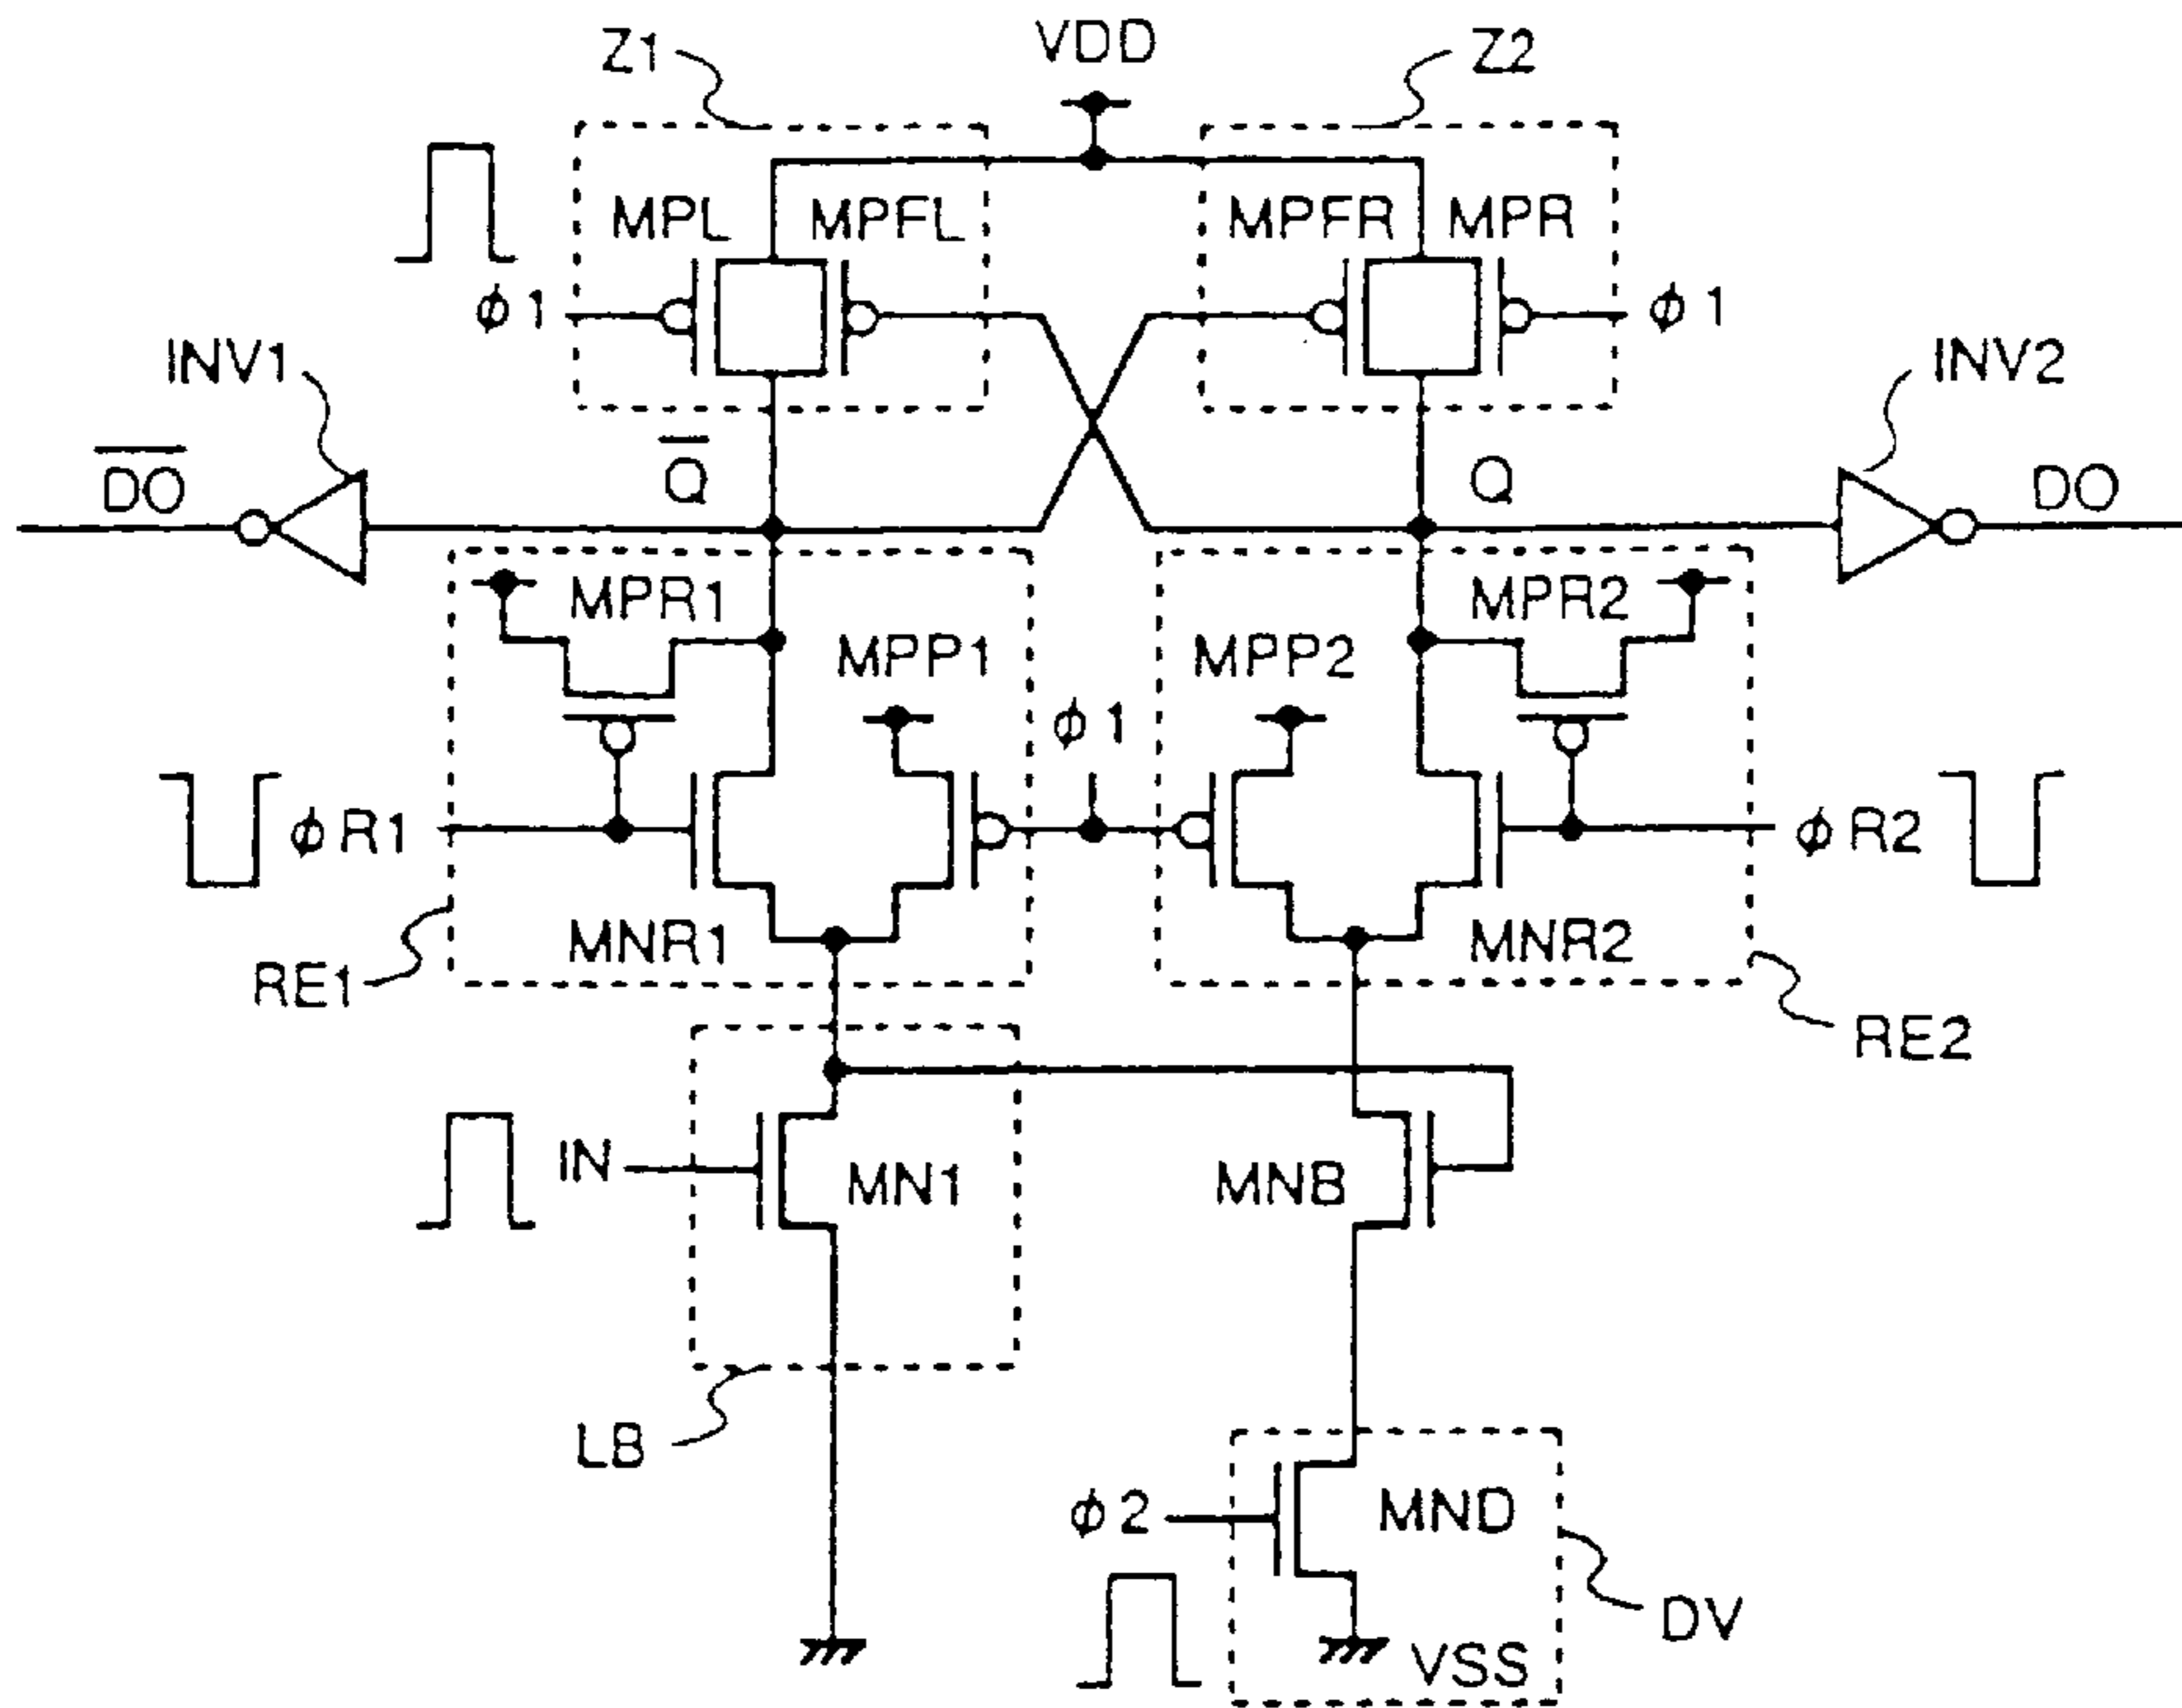 Z1
VDD
Z2
MPL
MPFL
MPFR
MPR
φ1
φ1
INV1
INV2
D̅O̅
Q̅
Q
DO
MPR1
MPP1
MPP2
MPR2
φ1
φR1
φR2
MNR1
MNR2
RE1
RE2
IN
MN1
MNB
LB
φ2
MND
DV
VSS